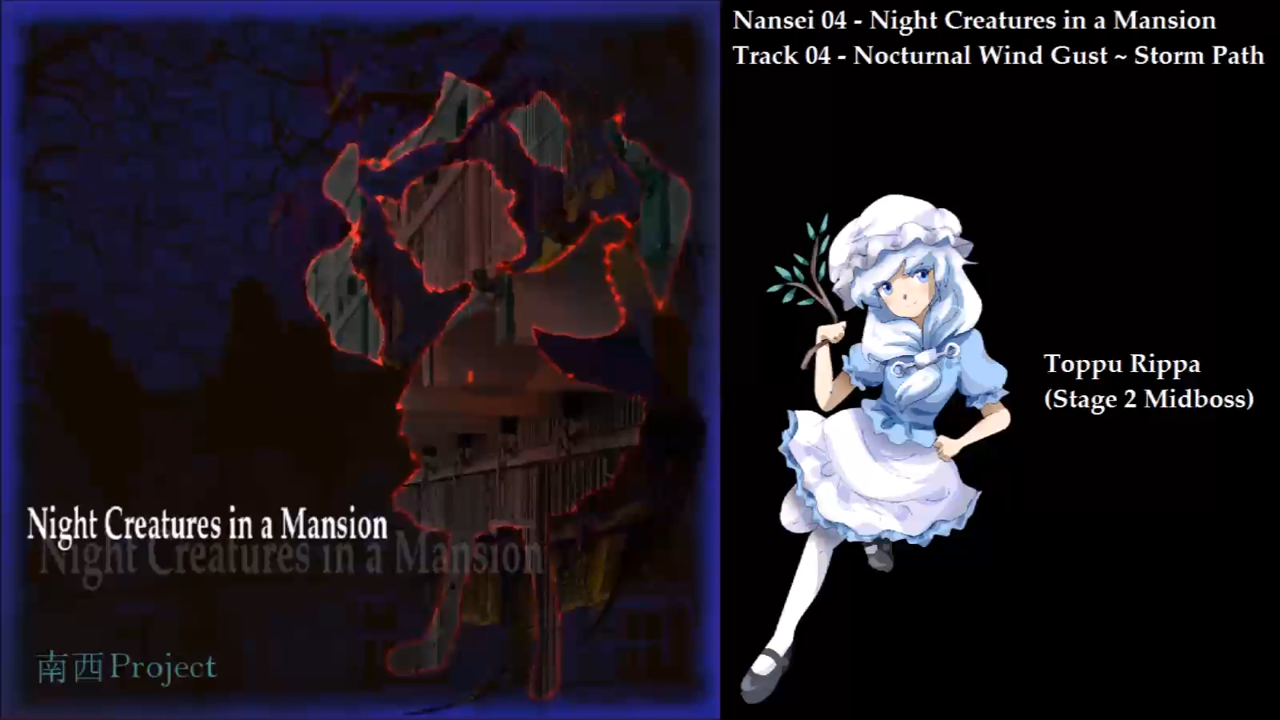 Nansei 04 - Night Creatures in a Mansion
Track 04 - Nocturnal Wind Gust ~ Storm Path
Toppu Rippa
(Stage 2 Midboss)
Night Creatures in a Mansion
Night Creatures in a Mansion
南西Project